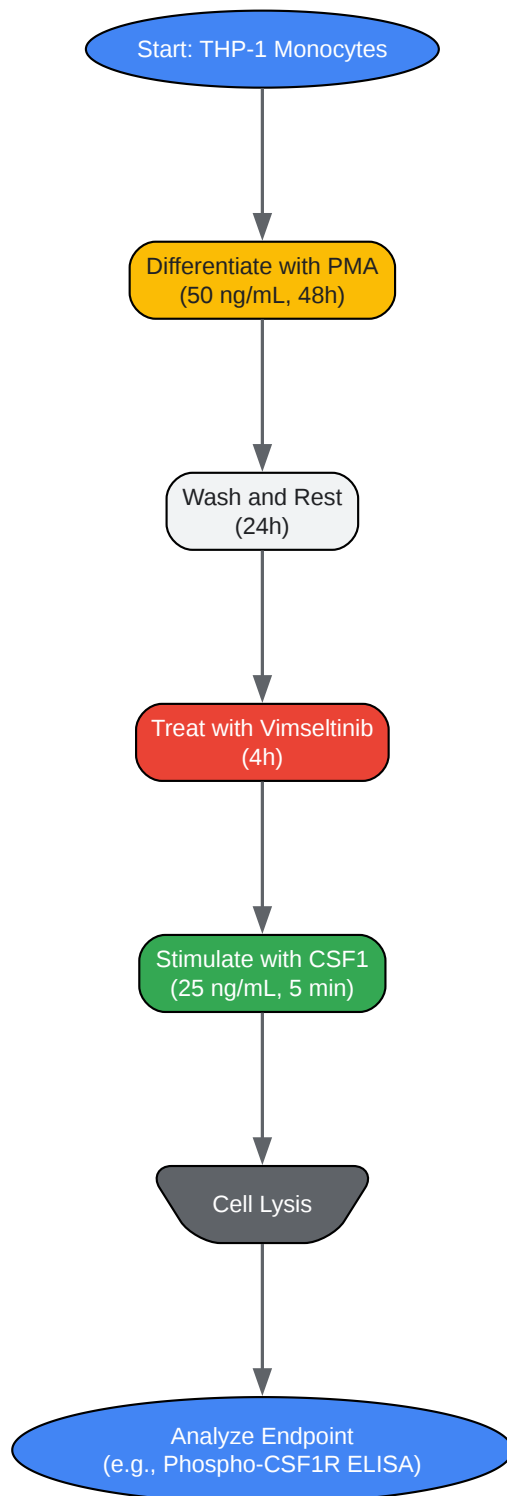 Start: THP-1 Monocytes
Differentiate with PMA
(50 ng/mL, 48h)
Wash and Rest
(24h)
Treat with Vimseltinib
(4h)
Stimulate with CSF1
(25 ng/mL, 5 min)
Cell Lysis
Analyze Endpoint
(e.g., Phospho-CSF1R ELISA)